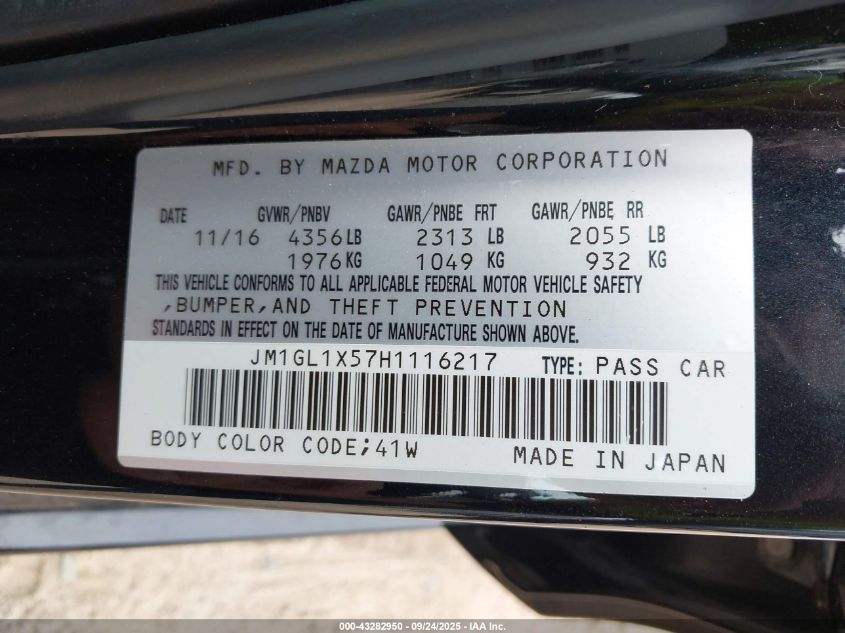 MFD. BY MAZDA MOTOR CORPORATION
DATE GVWR/PNBV GAWR/PNBE FRT GAWR/PNBE RR
11/16 4356LB 2313 LB 2055 LB
1976KG 1049 KG 932 KG
THIS VEHICLE CONFORMS TO ALL APPLICABLE FEDERAL MOTOR VEHICLE SAFETY
,BUMPER,AND THEFT PREVENTION
STANDARDS IN EFFECT ON THE DATE OF MANUFACTURE SHOWN ABOVE.
JM1GL1X57H1116217 TYPE: PASS CAR
BODY COLOR CODE;41W MADE IN JAPAN
000-43282950 - 09/24/2025 - IAA Inc.